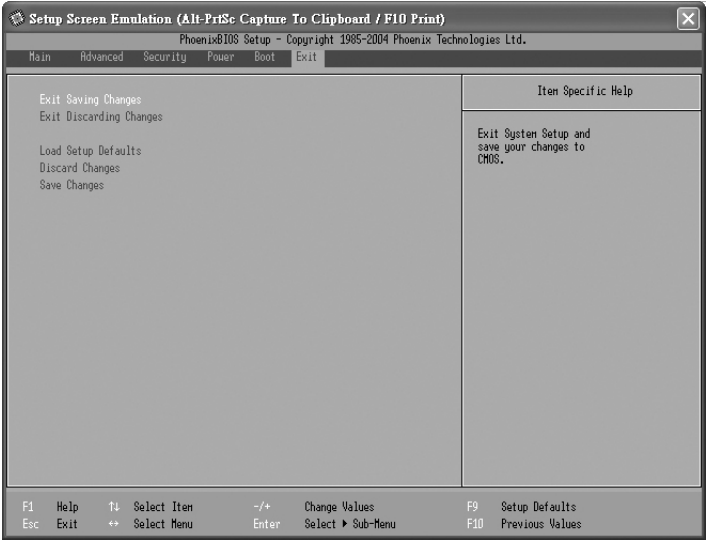 Setup Screen Emulation (Alt-PrtSc Capture To Clipboard / F10 Print)
PhoenixBIOS Setup - Copyright 1985-2004 Phoenix Technologies Ltd.
Main Advanced Security Power Boot Exit
Item Specific Help
Exit Saving Changes
Exit Discarding Changes
Load Setup Defaults
Discard Changes
Save Changes
Exit System Setup and
save your changes to
CMOS.
F1 Help ↑↓ Select Item -/+ Change Values F9 Setup Defaults
Esc Exit ↔ Select Menu Enter Select ▶ Sub-Menu F10 Previous Values